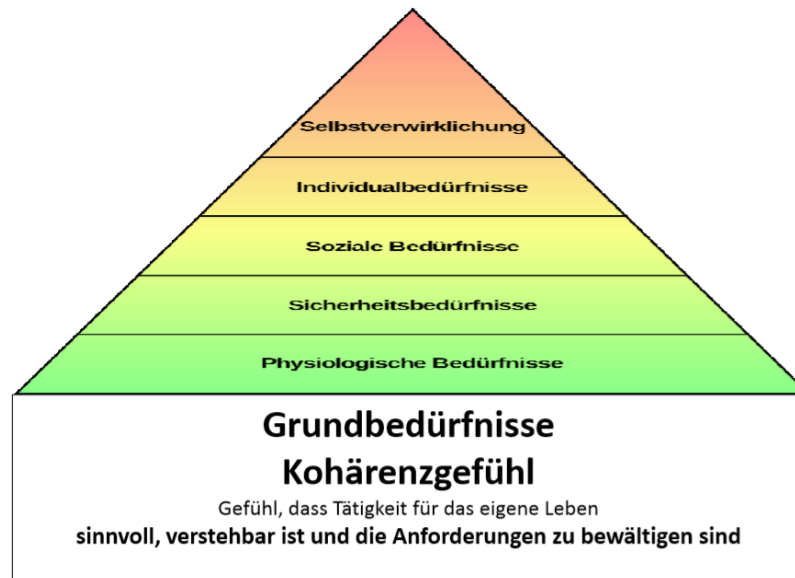 Selbstverwirklichung
Individualbedürfnisse
Soziale Bedürfnisse
Sicherheitsbedürfnisse
Physiologische Bedürfnisse
Grundbedürfnisse
Kohärenzgefühl
Gefühl, dass Tätigkeit für das eigene Leben
sinnvoll, verstehbar ist und die Anforderungen zu bewältigen sind